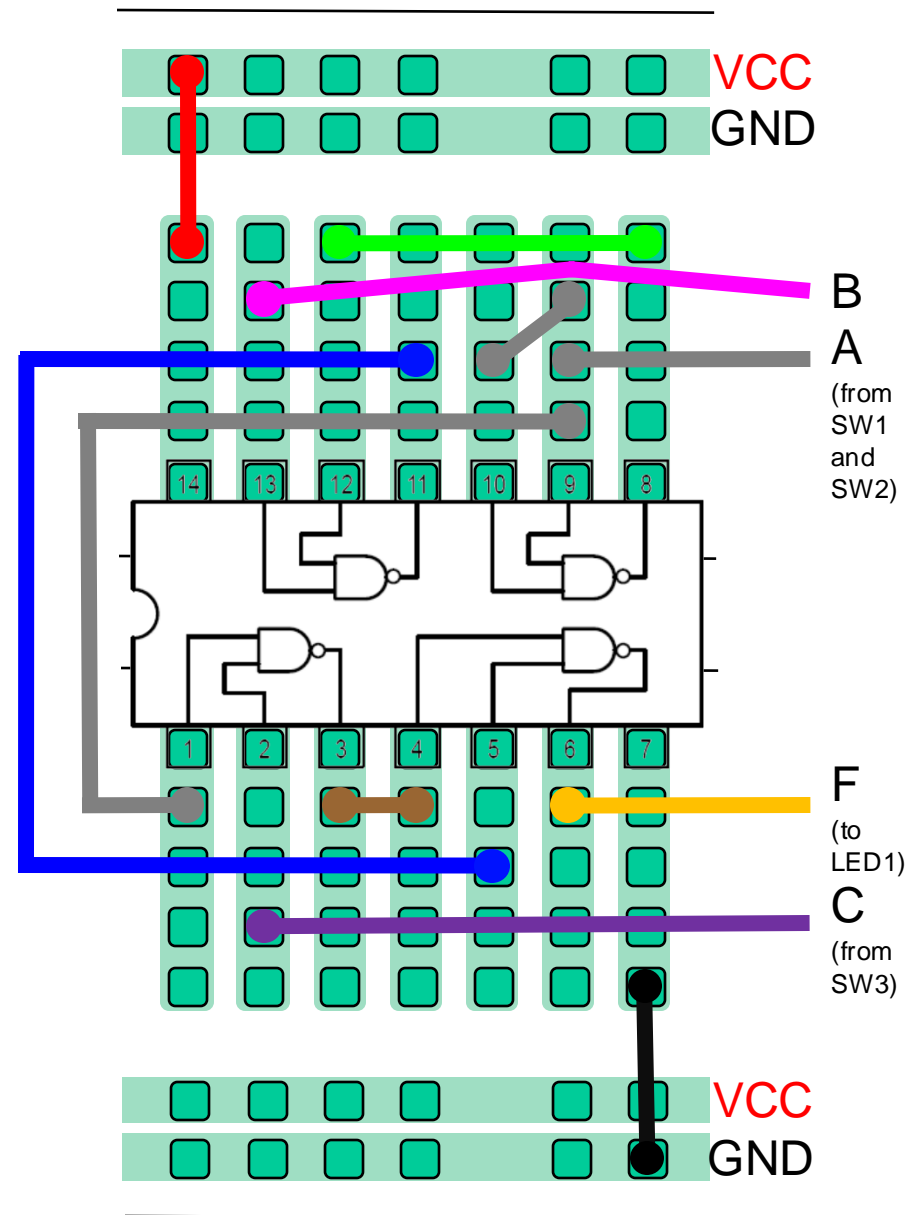 VCC
GND
B
A
(from
SW1
and
SW2)
14 13 12 11 10 9 8
1 2 3 4 5 6 7
F
(to
LED1)
C
(from
SW3)
VCC
GND